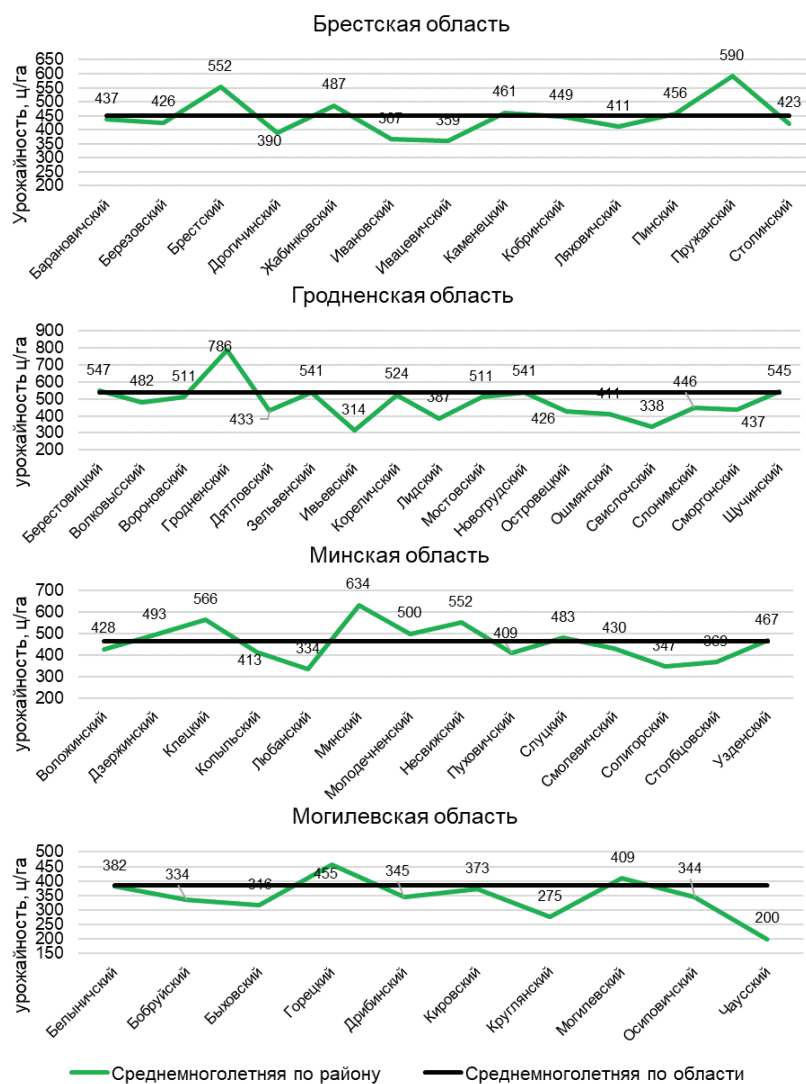 Брестская область
Урожайность, ц/га
650
600
550
500
450
400
350
300
250
200
437
426
552
390
487
367
359
461
449
411
456
590
423
Барановичский
Березовский
Брестский
Дрогичинский
Жабинковский
Ивановский
Ивацевичский
Каменецкий
Кобринский
Ляховичский
Пинский
Пружанский
Столинский
Гродненская область
урожайность ц/га
900
800
700
600
500
400
300
200
547
482
511
786
433
541
314
524
387
511
541
426
411
338
446
437
545
Берестовицкий
Волковысский
Вороновский
Гродненский
Дятловский
Зельвенский
Ивьевский
Кореличский
Лидский
Мостовский
Новогрудский
Островецкий
Ошмянский
Свислочский
Слонимский
Сморгонский
Щучинский
Минская область
урожайность, ц/га
700
600
500
400
300
200
428
493
566
413
334
634
500
552
409
483
430
347
369
467
Воложинский
Дзержинский
Клецкий
Копыльский
Любанский
Минский
Молодечненский
Несвижский
Пуховичский
Слуцкий
Смолевичский
Солигорский
Столбцовский
Узденский
Могилевская область
урожайность, ц/га
500
450
400
350
300
250
200
150
382
334
316
455
345
373
275
409
344
200
Белыничский
Бобруйский
Быховский
Горецкий
Дрибинский
Кировский
Круглянский
Могилевский
Осиповичский
Чаусский
Среднемноголетняя по району
Среднемноголетняя по области